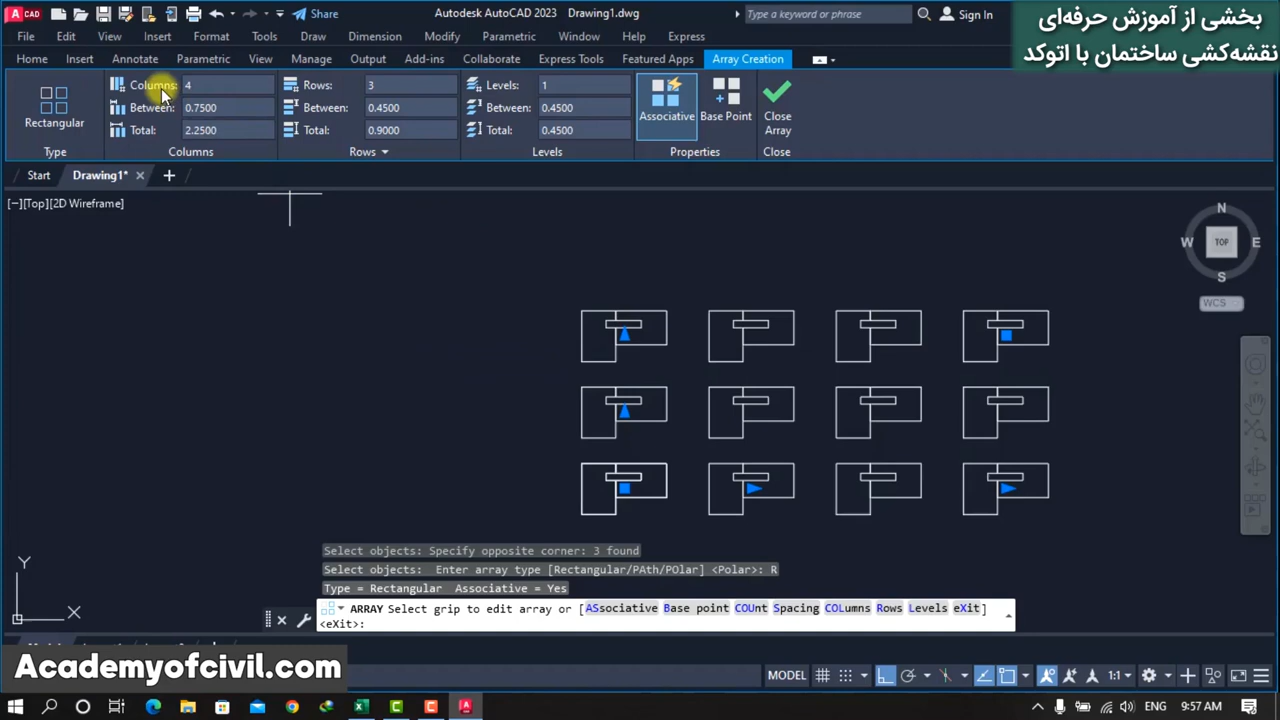 CAD
Share
Autodesk AutoCAD 2023 Drawing1.dwg
Type a keyword or phrase
Sign In
بخشی از آموزش حرفه‌ای
نقشه‌کشی ساختمان با اتوکد
File Edit View Insert Format Tools Draw Dimension Modify Parametric Window Help Express
Home Insert Annotate Parametric View Manage Output Add-ins Collaborate Express Tools Featured Apps Array Creation
Columns: 4 Rows: 3 Levels: 1
Between: 0.7500 Between: 0.4500 Between: 0.4500
Total: 2.2500 Total: 0.9000 Total: 0.4500
Rectangular Associative Base Point Close Array
Type Columns Rows Levels Properties Close
Start Drawing1*
[−][Top][2D Wireframe]
N
W TOP E
S
WCS
Select objects: Specify opposite corner: 3 found
Select objects: Enter array type [Rectangular/PAth/POlar] <Polar>: R
Type = Rectangular Associative = Yes
ARRAY Select grip to edit array or [ASsociative Base point COUnt Spacing COLumns Rows Levels eXit]
<eXit>:
Y
X
Academyofcivil.com
MODEL 1:1
ENG 9:57 AM